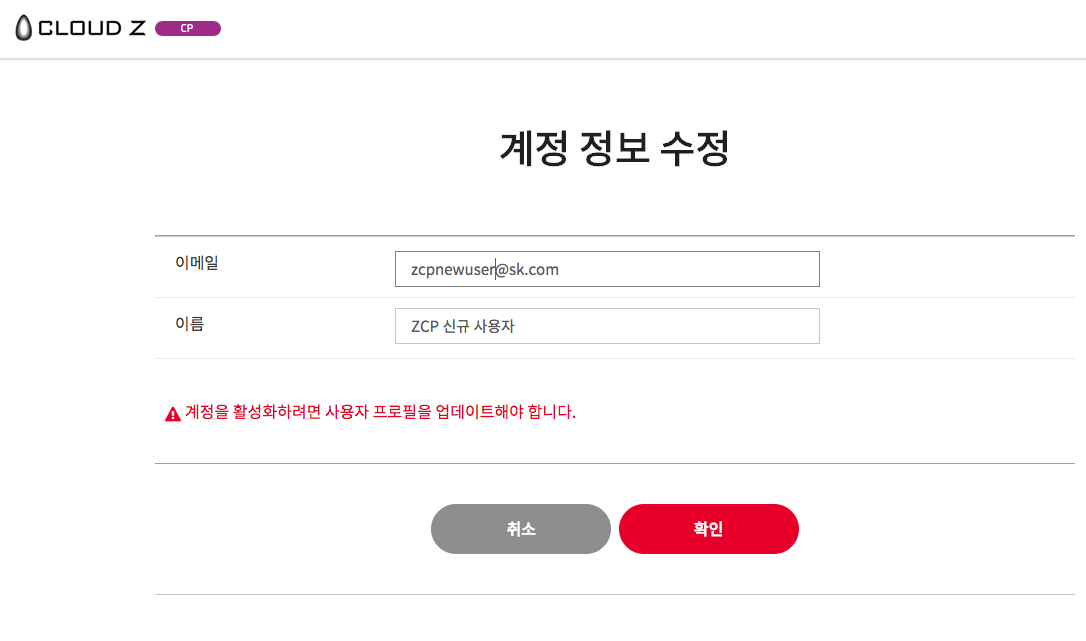 CLOUD Z CP
계정 정보 수정
이메일 zcpnewuser@sk.com
이름 ZCP 신규 사용자
계정을 활성화하려면 사용자 프로필을 업데이트해야 합니다.
취소 확인